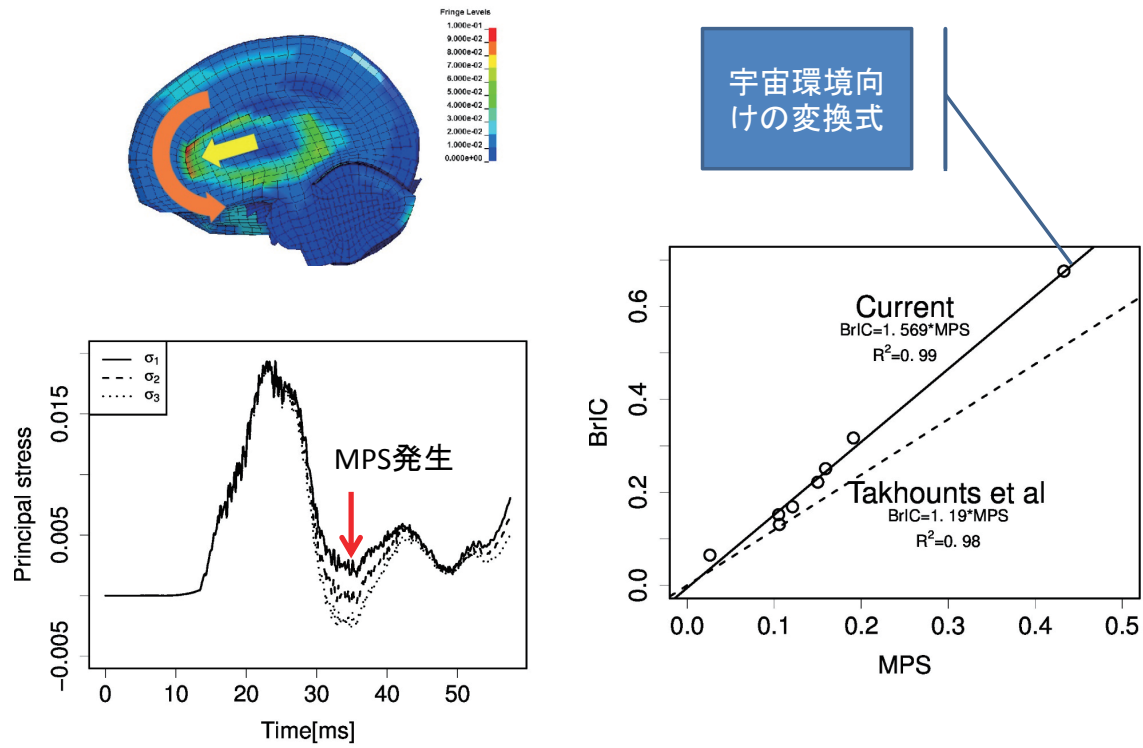 Fringe Levels
1.000e-01
9.000e-02
8.000e-02
7.000e-02
6.000e-02
5.000e-02
4.000e-02
3.000e-02
2.000e-02
1.000e-02
0.000e+00
宇宙環境向
けの変換式
σ1
σ2
σ3
MPS発生
Principal stress
0.015
0.005
−0.005
0 10 20 30 40 50
Time[ms]
Current
BrIC=1.569*MPS
R²=0.99
Takhounts et al
BrIC=1.19*MPS
R²=0.98
BrIC
0.6
0.4
0.2
0.0
0.0 0.1 0.2 0.3 0.4 0.5
MPS